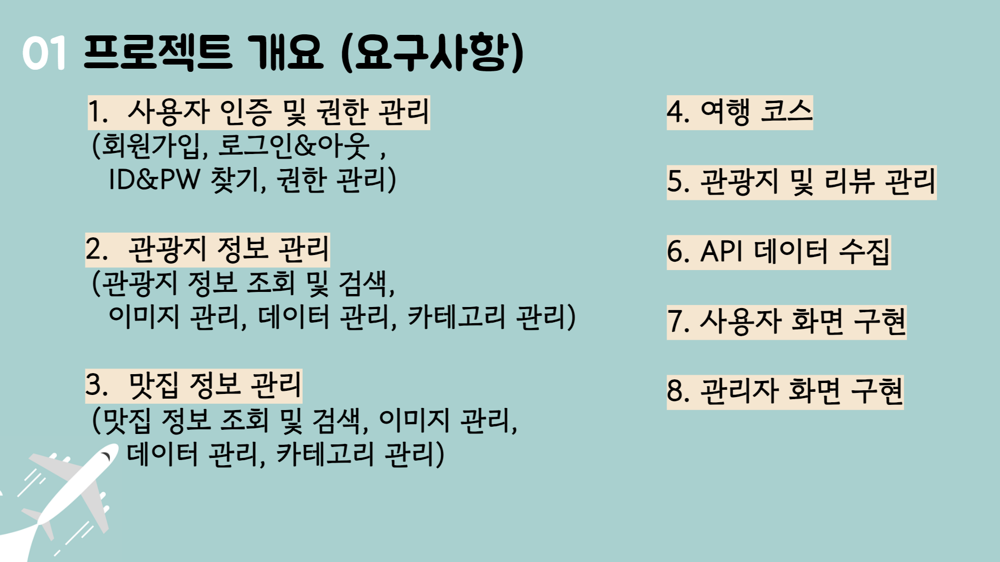 01 프로젝트 개요 (요구사항)
1. 사용자 인증 및 권한 관리
(회원가입, 로그인&아웃 ,
ID&PW 찾기, 권한 관리)
2. 관광지 정보 관리
(관광지 정보 조회 및 검색,
이미지 관리, 데이터 관리, 카테고리 관리)
3. 맛집 정보 관리
(맛집 정보 조회 및 검색, 이미지 관리,
데이터 관리, 카테고리 관리)
4. 여행 코스
5. 관광지 및 리뷰 관리
6. API 데이터 수집
7. 사용자 화면 구현
8. 관리자 화면 구현